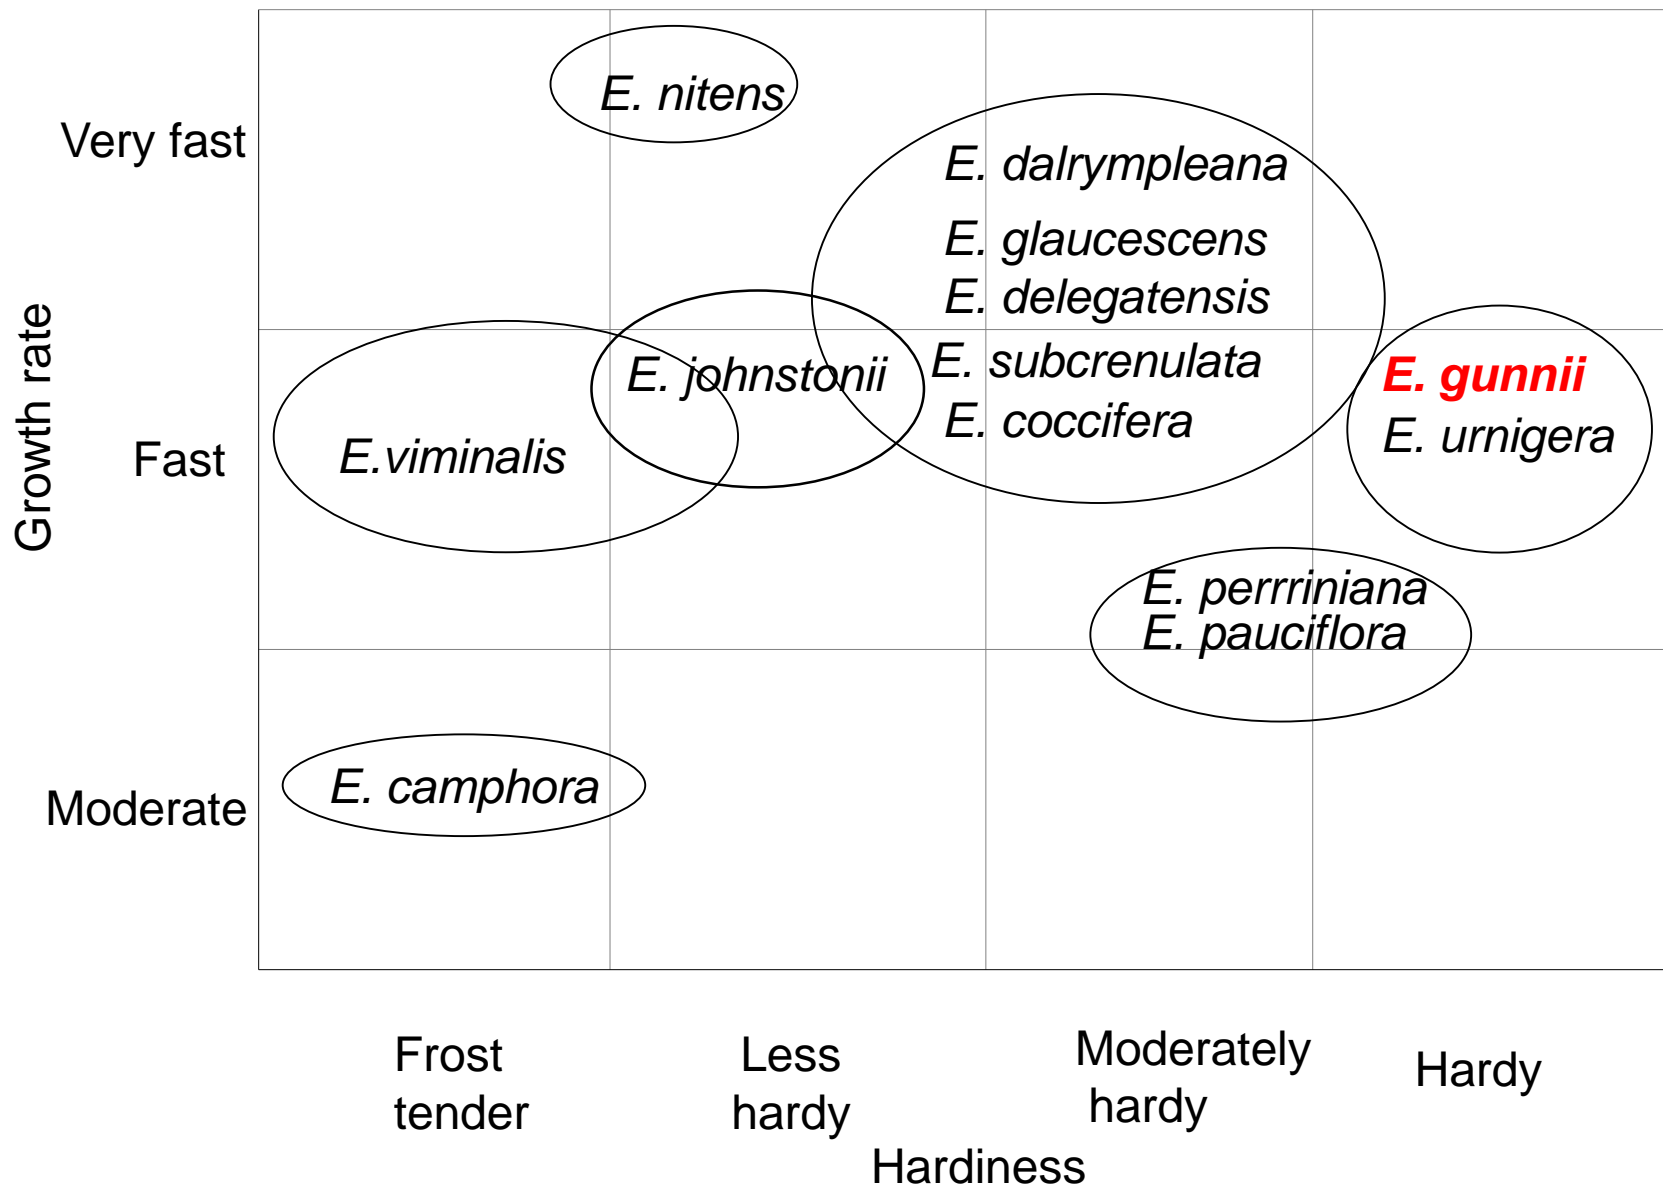 E. nitens
Very fast
E. dalrympleana
E. glaucescens
E. delegatensis
Growth rate
E. johnstonii
E. subcrenulata
E. gunnii
E. coccifera
E. urnigera
E.viminalis
Fast
E. perrriniana
E. pauciflora
E. camphora
Moderate
Frost
tender
Less
hardy
Moderately
hardy
Hardy
Hardiness